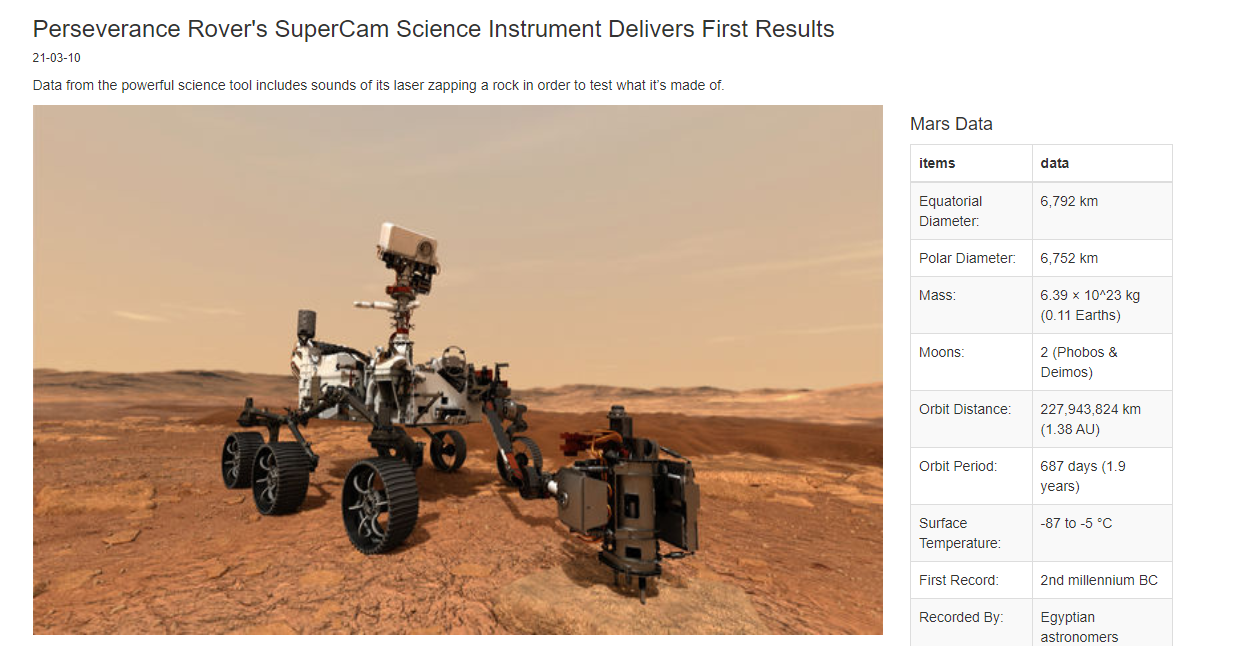 Perseverance Rover's SuperCam Science Instrument Delivers First Results
21-03-10
Data from the powerful science tool includes sounds of its laser zapping a rock in order to test what it's made of.
Mars Data
items data
Equatorial 6,792 km
Diameter:
Polar Diameter: 6,752 km
Mass: 6.39 × 10^23 kg
(0.11 Earths)
Moons: 2 (Phobos &
Deimos)
Orbit Distance: 227,943,824 km
(1.38 AU)
Orbit Period: 687 days (1.9
years)
Surface -87 to -5 °C
Temperature:
First Record: 2nd millennium BC
Recorded By: Egyptian
astronomers